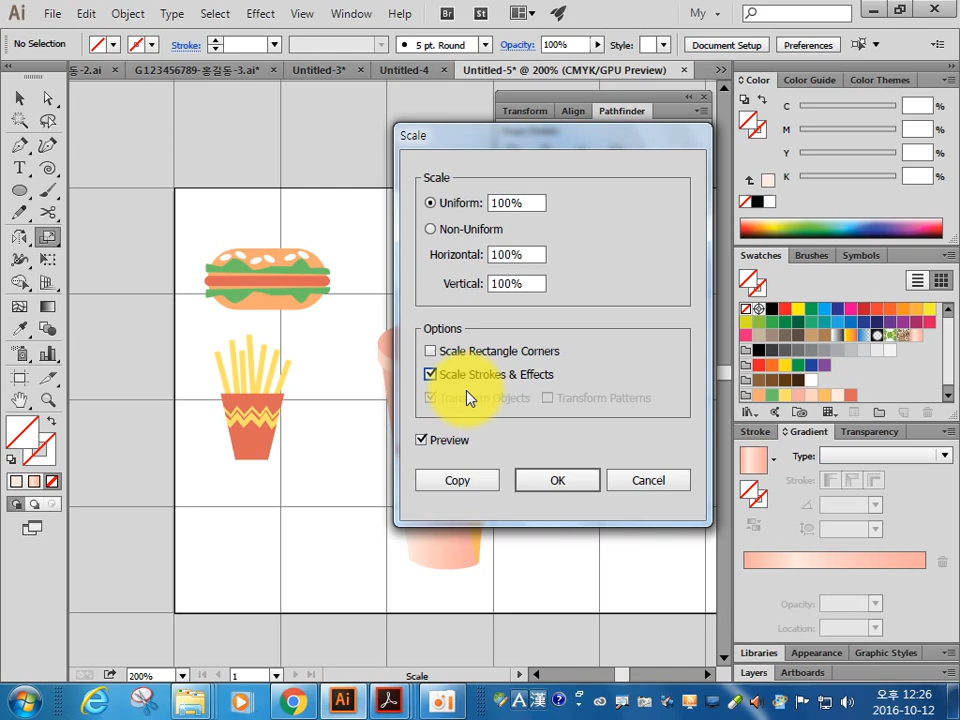 Ai File Edit Object Type Select Effect View Window Help Br St My
No Selection Stroke: 5 pt. Round Opacity: 100% Style: Document Setup Preferences
동-2.ai × G123456789-홍길동-3.ai* × Untitled-3* × Untitled-4 × Untitled-5* @ 200% (CMYK/GPU Preview) ×
Color Color Guide Color Themes
C %
M %
Y %
K %
Transform Align Pathfinder
Scale
Scale
Uniform: 100%
Non-Uniform
Horizontal: 100%
Vertical: 100%
Options
Scale Rectangle Corners
Scale Strokes & Effects
Transform Objects Transform Patterns
Preview
Copy OK Cancel
Swatches Brushes Symbols
Stroke Gradient Transparency
Type:
Stroke:
Opacity:
Location:
Libraries Appearance Graphic Styles
Layers Artboards
200% 1 Scale
Ai A 漢 오후 12:26
2016-10-12